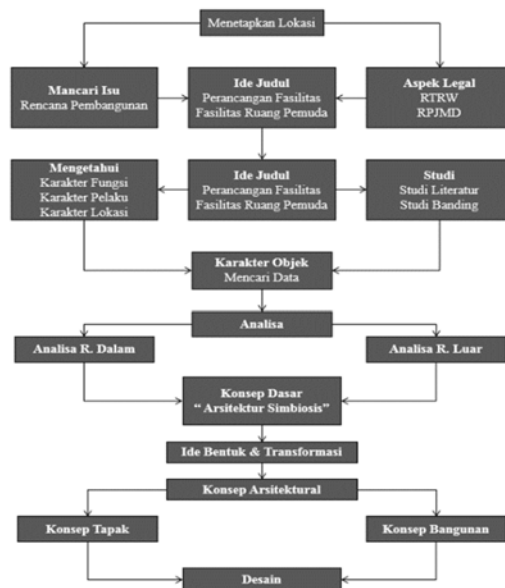 Menetapkan Lokasi
Mancari Isu
Rencana Pembangunan
Ide Judul
Perancangan Fasilitas
Fasilitas Ruang Pemuda
Aspek Legal
RTRW
RPJMD
Mengetahui
Karakter Fungsi
Karakter Pelaku
Karakter Lokasi
Ide Judul
Perancangan Fasilitas
Fasilitas Ruang Pemuda
Studi
Studi Literatur
Studi Banding
Karakter Objek
Mencari Data
Analisa
Analisa R. Dalam
Analisa R. Luar
Konsep Dasar
“ Arsitektur Simbiosis”
Ide Bentuk & Transformasi
Konsep Arsitektural
Konsep Tapak
Konsep Bangunan
Desain